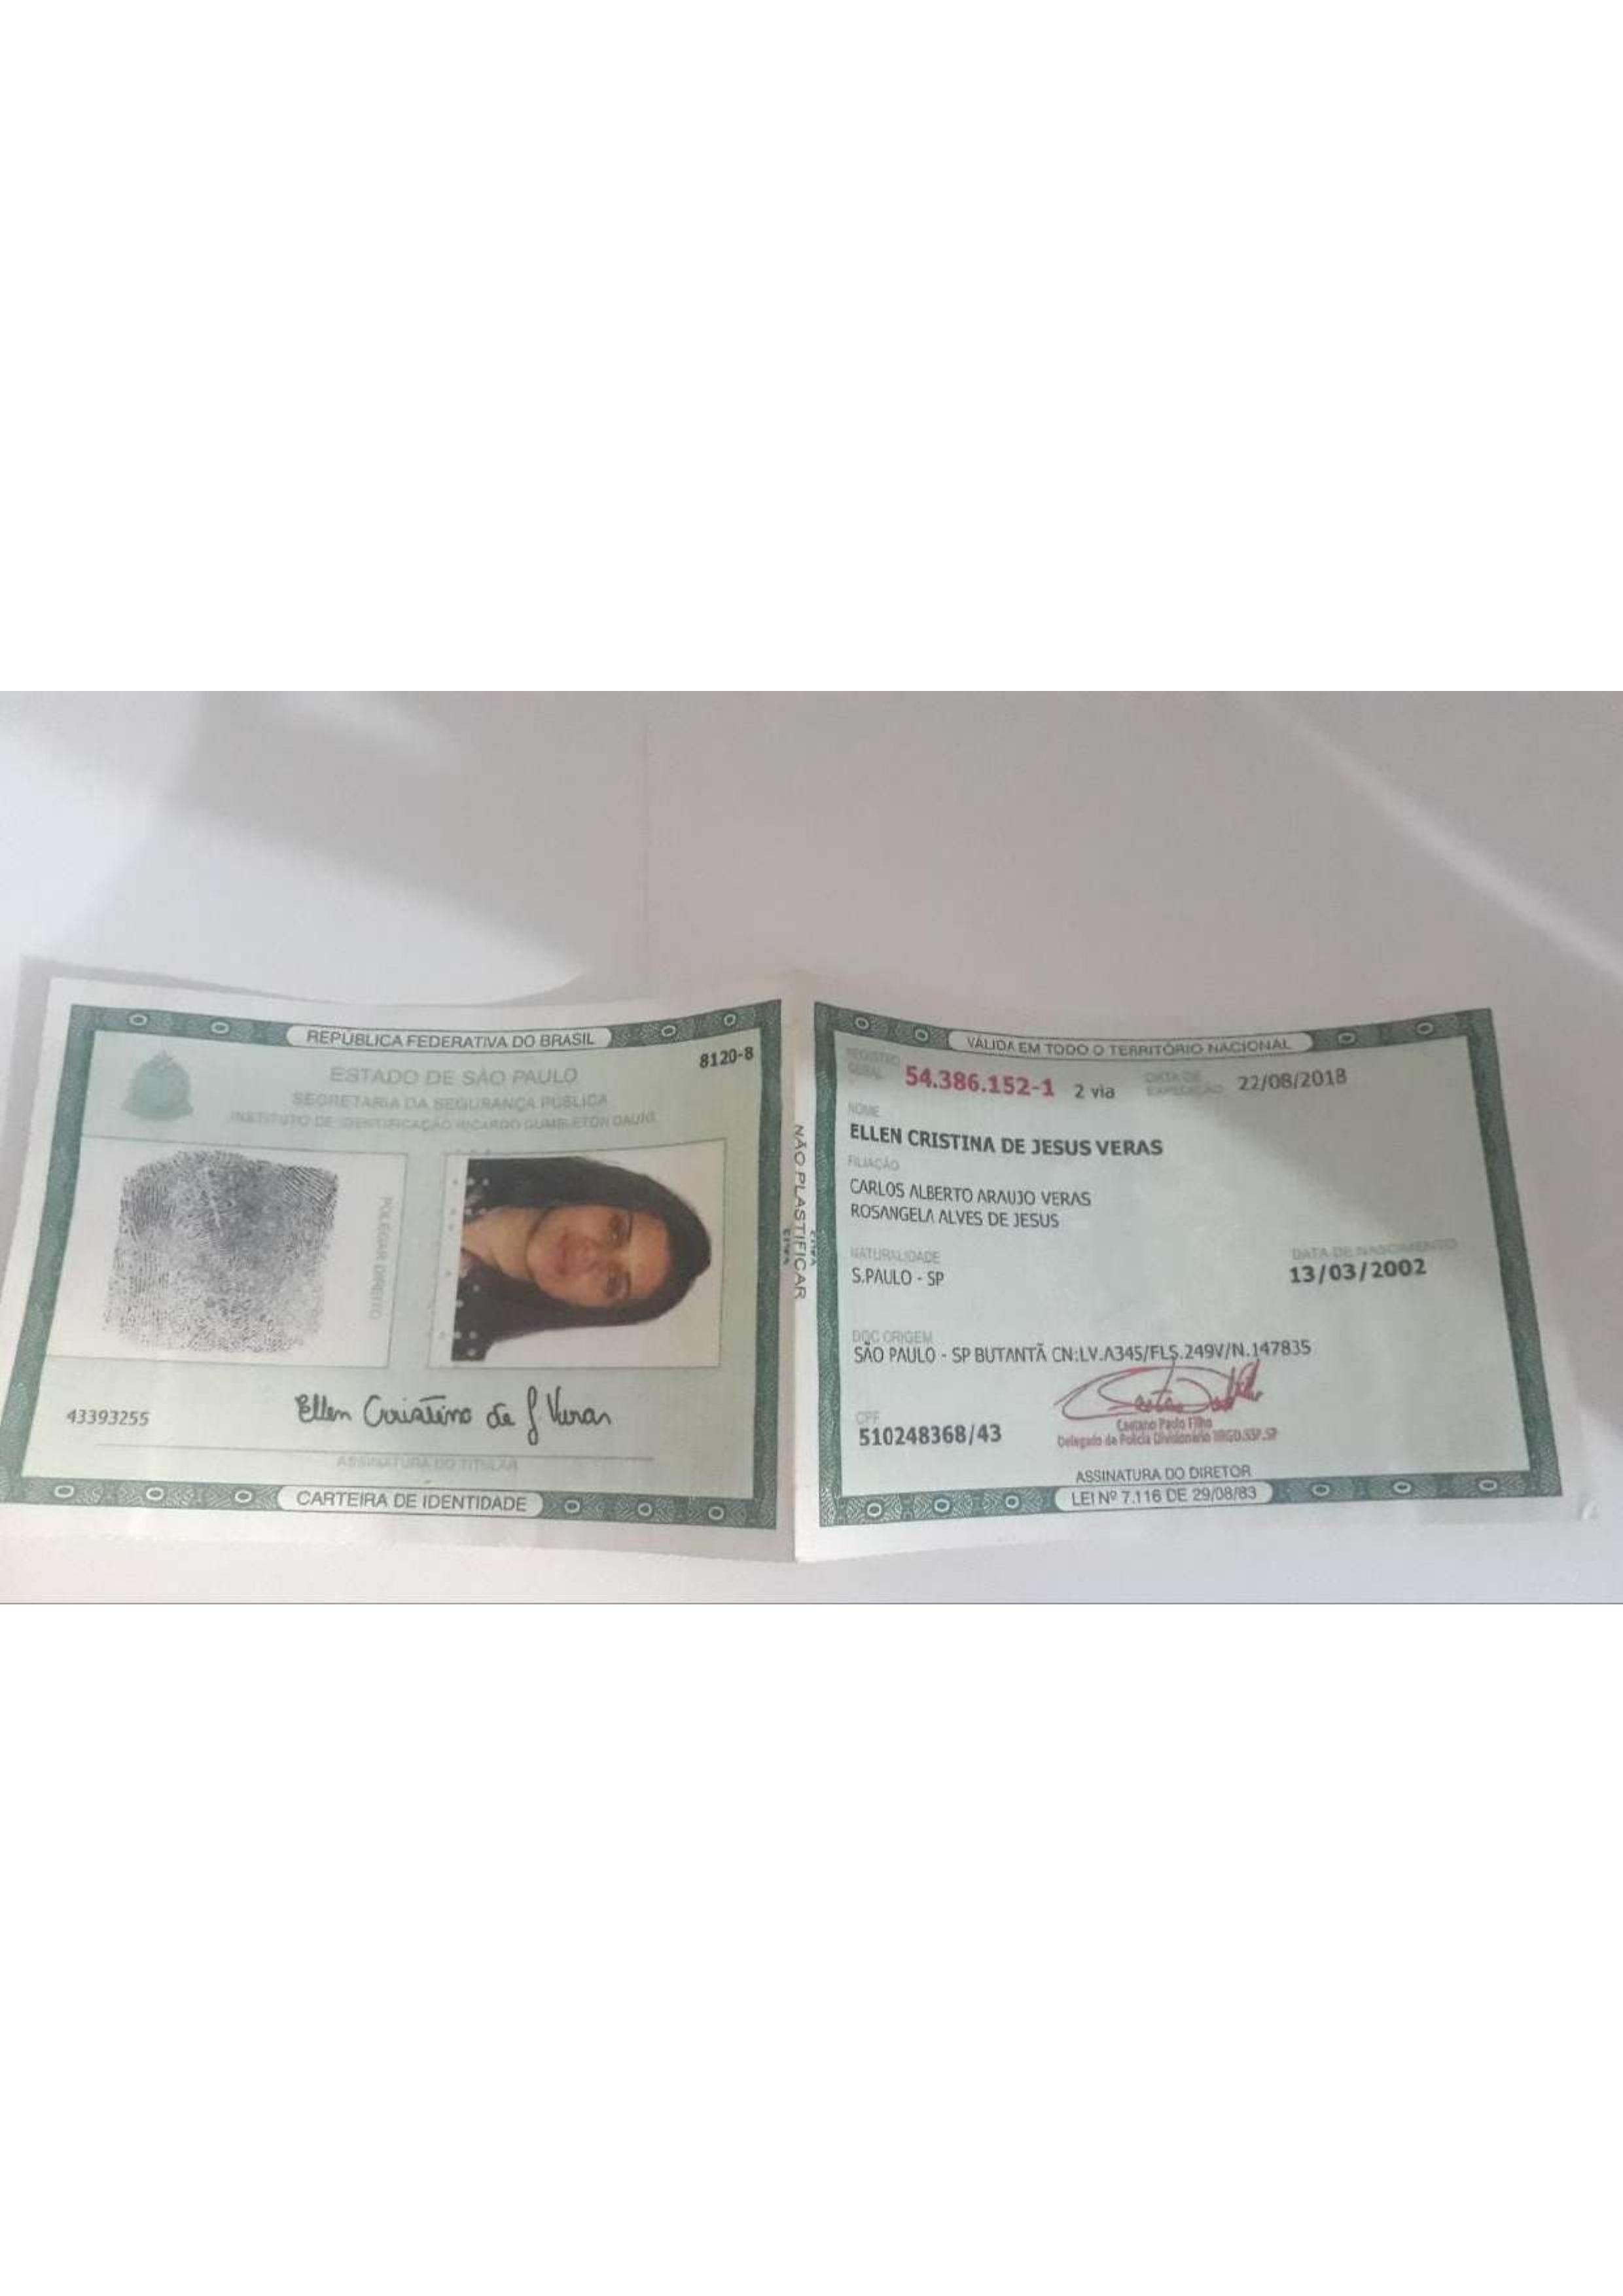 REPÚBLICA FEDERATIVA DO BRASIL
8120-8
ESTADO DE SÃO PAULO
SECRETARIA DA SEGURANÇA PÚBLICA
INSTITUTO DE IDENTIFICAÇÃO RICARDO GUMBLETON DAUNT
POLEGAR DIREITO
43393255
Ellen Cristina de J Veras
ASSINATURA DO TITULAR
CARTEIRA DE IDENTIDADE
NÃO PLASTIFICAR
VÁLIDA EM TODO O TERRITÓRIO NACIONAL
REGISTRO GERAL 54.386.152-1 2 via DATA DE EXPEDIÇÃO 22/08/2018
NOME
ELLEN CRISTINA DE JESUS VERAS
FILIAÇÃO
CARLOS ALBERTO ARAUJO VERAS
ROSANGELA ALVES DE JESUS
NATURALIDADE DATA DE NASCIMENTO
S.PAULO - SP 13/03/2002
DOC ORIGEM
SÃO PAULO - SP BUTANTÃ CN:LV.A345/FLS.249V/N.147835
CPF
510248368/43
Caetano Paulo Filho
Delegado de Polícia Divisionário IIRGD.SSP.SP
ASSINATURA DO DIRETOR
LEI Nº 7.116 DE 29/08/83